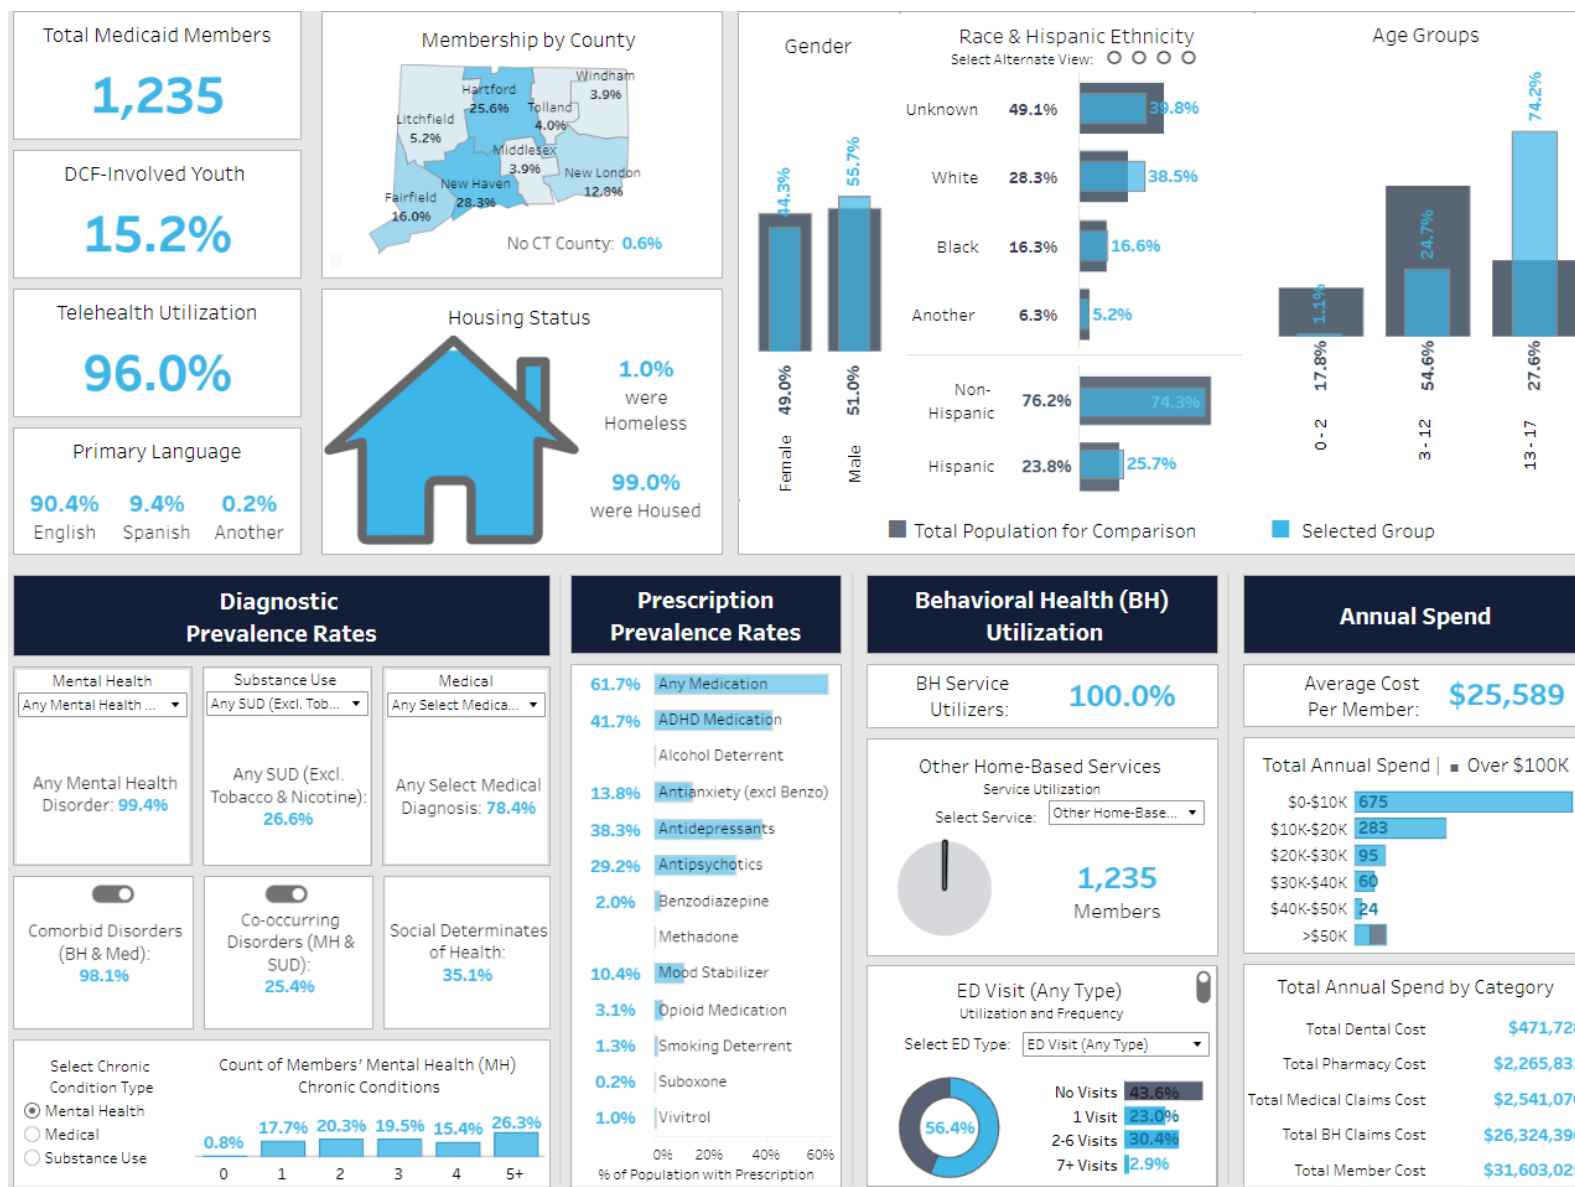 Total Medicaid Members
1,235
DCF-Involved Youth
15.2%
Telehealth Utilization
96.0%
Primary Language
90.4% 9.4% 0.2%
English Spanish Another
Membership by County
Windham
3.9%
Hartford
25.6%
Tolland
4.0%
Litchfield
5.2%
Middlesex
3.9%
New London
12.8%
New Haven
28.3%
Fairfield
16.0%
No CT County: 0.6%
Housing Status
1.0%
were
Homeless
99.0%
were Housed
Gender
44.3% 55.7%
49.0% 51.0%
Female Male
Race & Hispanic Ethnicity
Select Alternate View:
Unknown 49.1% 39.8%
White 28.3% 38.5%
Black 16.3% 16.6%
Another 6.3% 5.2%
Non-
Hispanic 76.2% 74.3%
Hispanic 23.8% 25.7%
Age Groups
1.1% 24.7% 74.2%
17.8% 54.6% 27.6%
0 - 2 3 - 12 13 - 17
Total Population for Comparison Selected Group
Diagnostic
Prevalence Rates
Mental Health
Any Mental Health ...
Any Mental Health
Disorder: 99.4%
Substance Use
Any SUD (Excl. Tob...
Any SUD (Excl.
Tobacco & Nicotine):
26.6%
Medical
Any Select Medica...
Any Select Medical
Diagnosis: 78.4%
Comorbid Disorders
(BH & Med):
98.1%
Co-occurring
Disorders (MH &
SUD):
25.4%
Social Determinates
of Health:
35.1%
Select Chronic
Condition Type
Mental Health
Medical
Substance Use
Count of Members' Mental Health (MH)
Chronic Conditions
0.8% 17.7% 20.3% 19.5% 15.4% 26.3%
0 1 2 3 4 5+
Prescription
Prevalence Rates
61.7% Any Medication
41.7% ADHD Medication
Alcohol Deterrent
13.8% Antianxiety (excl Benzo)
38.3% Antidepressants
29.2% Antipsychotics
2.0% Benzodiazepine
Methadone
10.4% Mood Stabilizer
3.1% Opioid Medication
1.3% Smoking Deterrent
0.2% Suboxone
1.0% Vivitrol
0% 20% 40% 60%
% of Population with Prescription
Behavioral Health (BH)
Utilization
BH Service
Utilizers: 100.0%
Other Home-Based Services
Service Utilization
Select Service: Other Home-Base...
1,235
Members
ED Visit (Any Type)
Utilization and Frequency
Select ED Type: ED Visit (Any Type)
56.4%
No Visits 43.6%
1 Visit 23.0%
2-6 Visits 30.4%
7+ Visits 2.9%
Annual Spend
Average Cost
Per Member: $25,589
Total Annual Spend | Over $100K
$0-$10K 675
$10K-$20K 283
$20K-$30K 95
$30K-$40K 60
$40K-$50K 24
>$50K
Total Annual Spend by Category
Total Dental Cost $471,728
Total Pharmacy Cost
Total Medical Claims Cost
Total BH Claims Cost
Total Member Cost